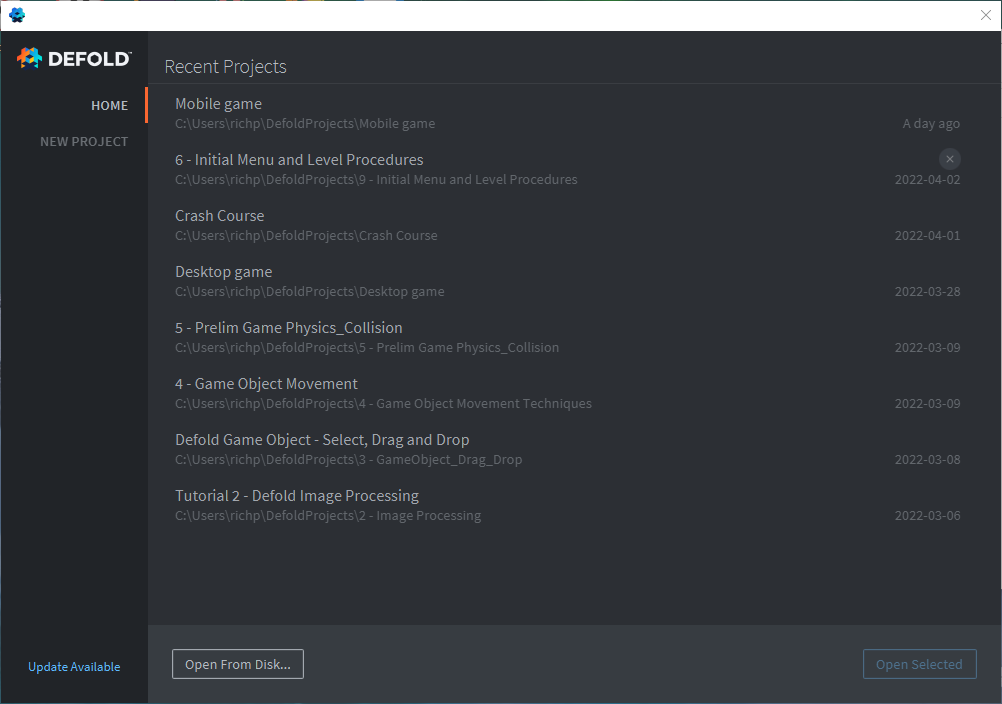 DEFOLD™
HOME
NEW PROJECT
Update Available
Recent Projects
Mobile game
C:\Users\richp\DefoldProjects\Mobile game
A day ago
6 - Initial Menu and Level Procedures
C:\Users\richp\DefoldProjects\9 - Initial Menu and Level Procedures
2022-04-02
Crash Course
C:\Users\richp\DefoldProjects\Crash Course
2022-04-01
Desktop game
C:\Users\richp\DefoldProjects\Desktop game
2022-03-28
5 - Prelim Game Physics_Collision
C:\Users\richp\DefoldProjects\5 - Prelim Game Physics_Collision
2022-03-09
4 - Game Object Movement
C:\Users\richp\DefoldProjects\4 - Game Object Movement Techniques
2022-03-09
Defold Game Object - Select, Drag and Drop
C:\Users\richp\DefoldProjects\3 - GameObject_Drag_Drop
2022-03-08
Tutorial 2 - Defold Image Processing
C:\Users\richp\DefoldProjects\2 - Image Processing
2022-03-06
Open From Disk...
Open Selected